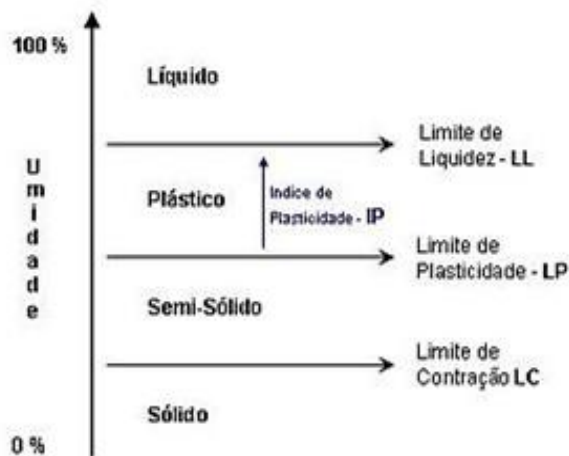 100 %
Líquido
Limite de
Liquidez - LL
Umidade
Plástico
Indice de
Plasticidade - IP
Limite de
Plasticidade - LP
Semi-Sólido
Limite de
Contração LC
Sólido
0 %